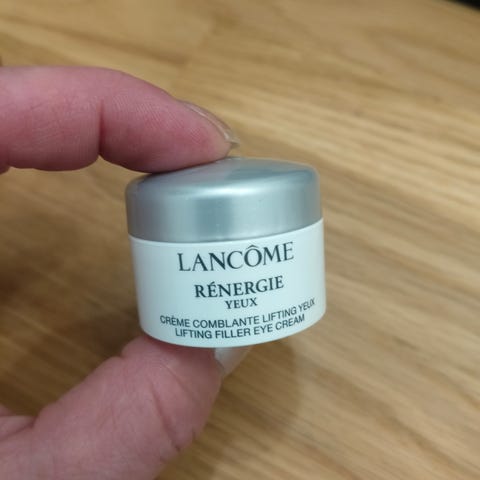 LANCÔME
RÉNERGIE
YEUX
CRÈME COMBLANTE LIFTING YEUX
LIFTING FILLER EYE CREAM